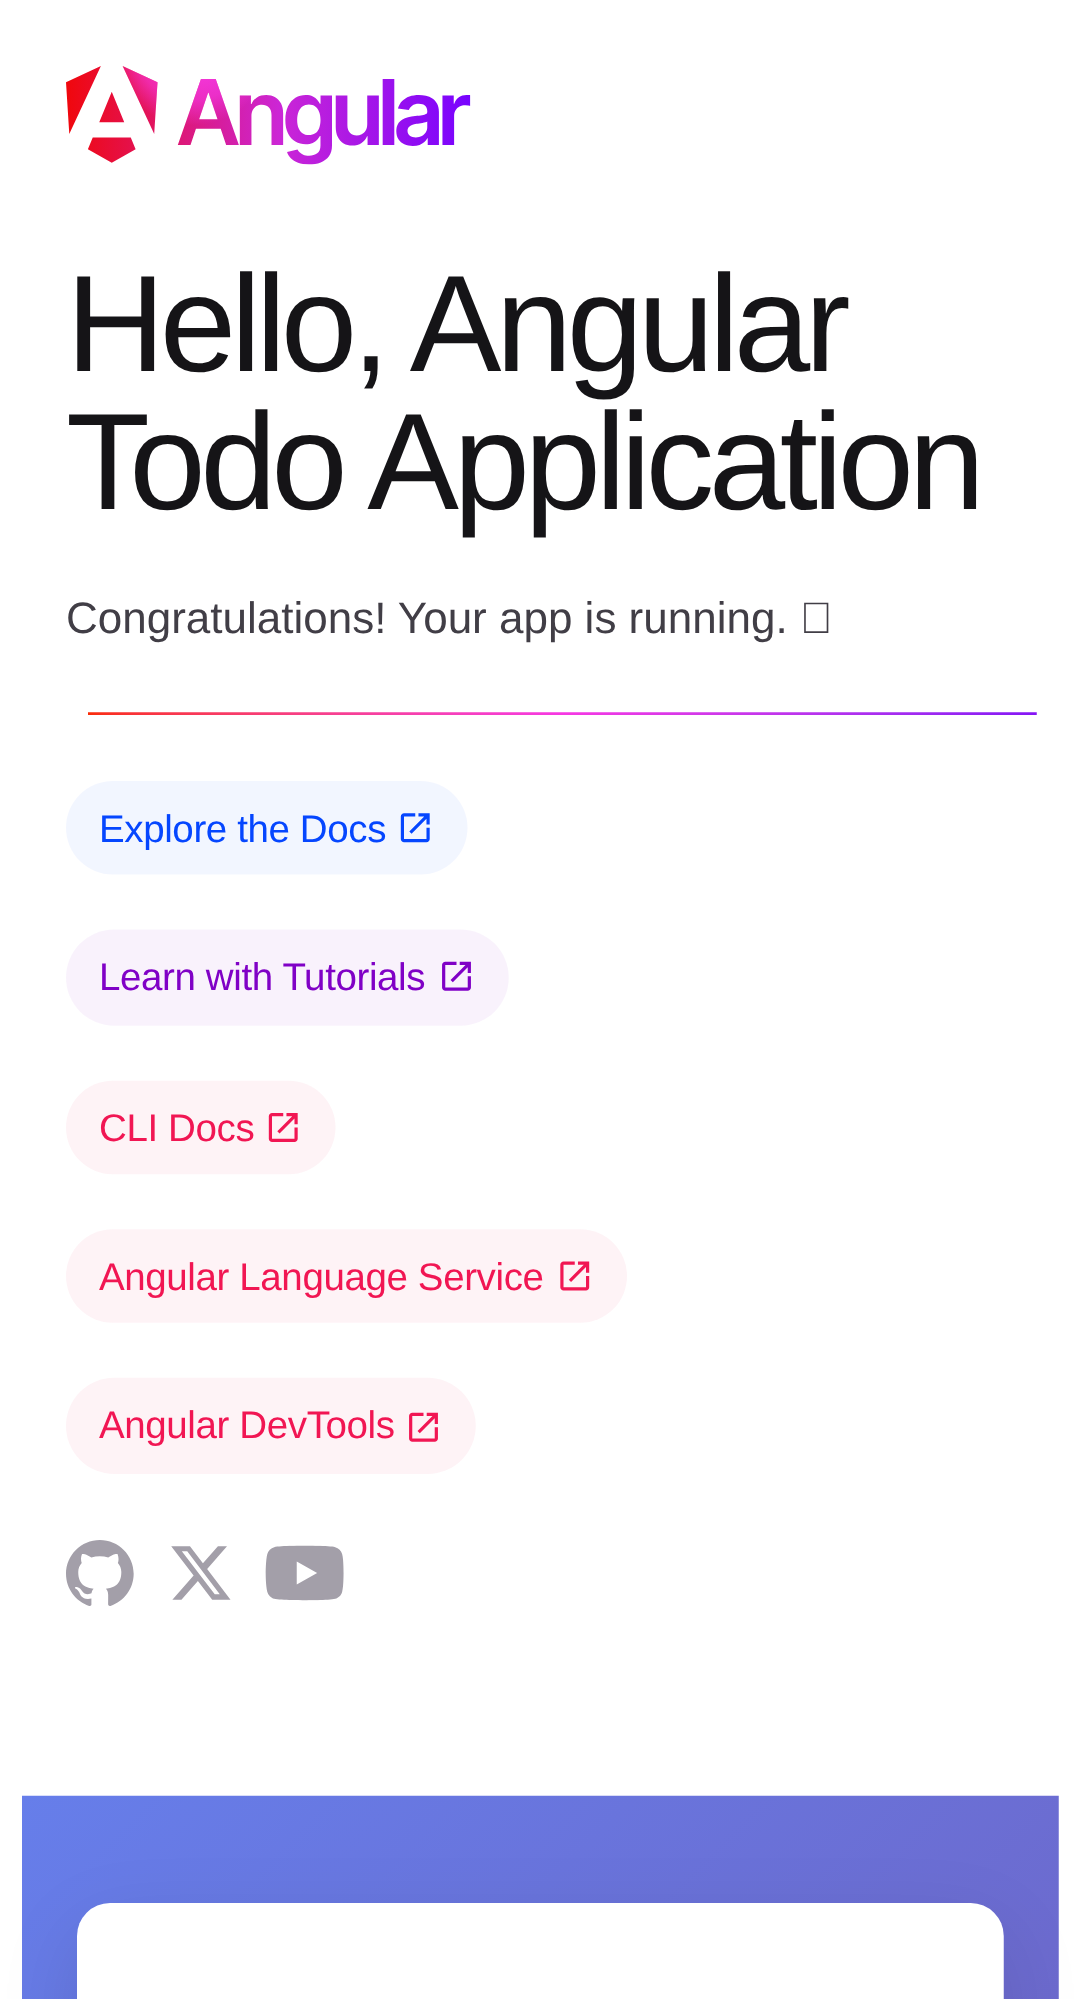 Angular
Hello, Angular
Todo Application
Congratulations! Your app is running. 
Explore the Docs
Learn with Tutorials
CLI Docs
Angular Language Service
Angular DevTools